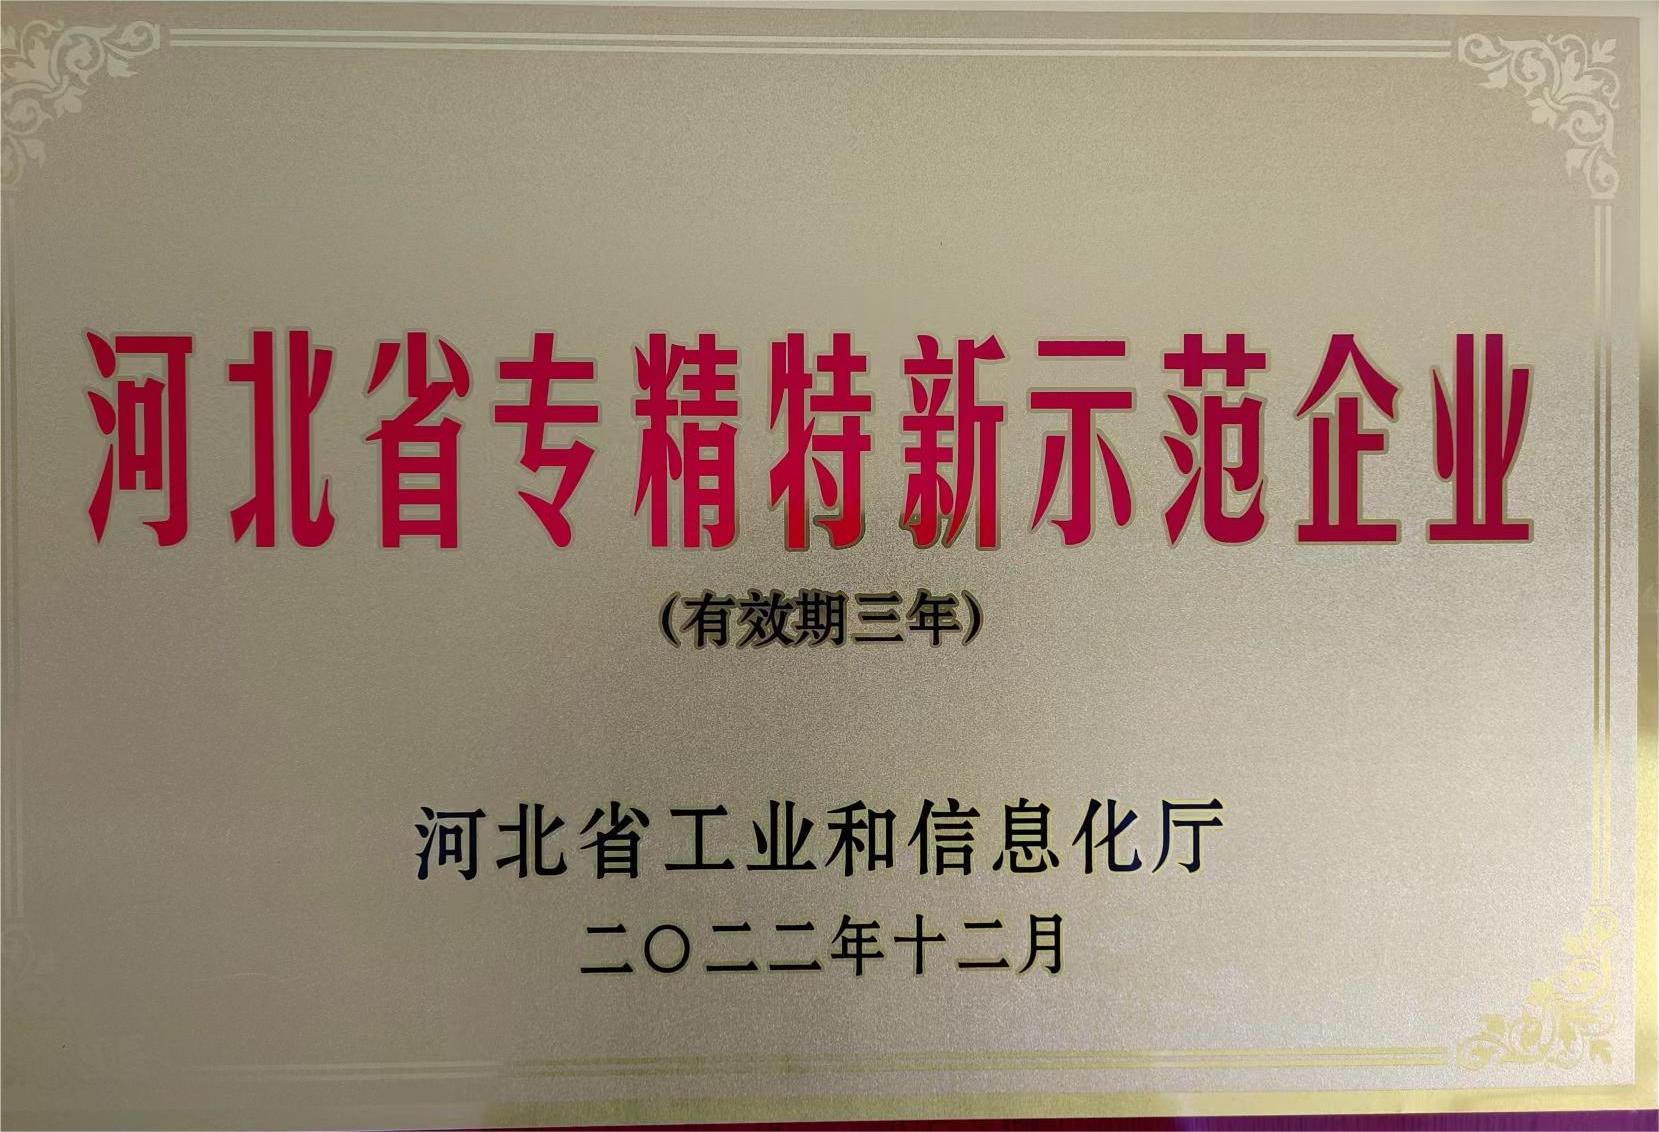 河北省专精特新示范企业
(有效期三年)
河北省工业和信息化厅
二〇二二年十二月